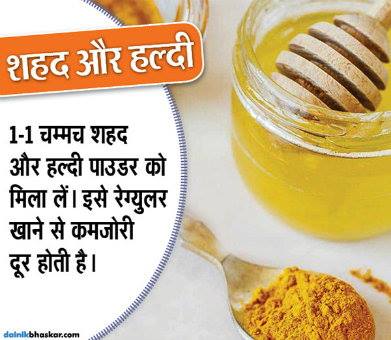 शहद और हल्दी
1-1 चम्मच शहद
और हल्दी पाउडर को
मिला लें। इसे रेग्युलर
खाने से कमजोरी
दूर होती है।
dainikbhaskar.com